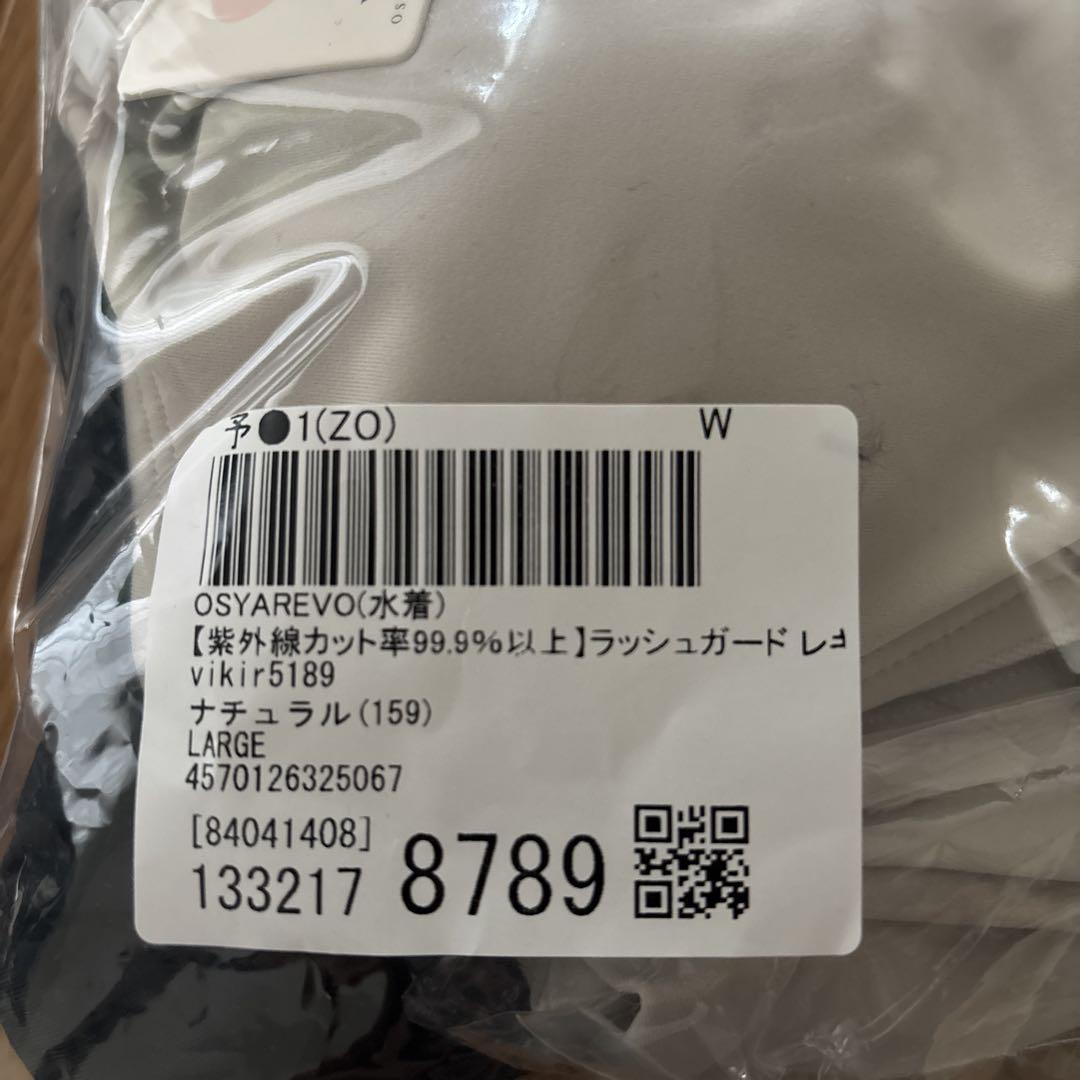 OS
予●1(ZO) W
OSYAREVO(水着)
【紫外線カット率99.9%以上】ラッシュガード レ
vikir5189
ナチュラル(159)
LARGE
4570126325067
[84041408]
133217 8789